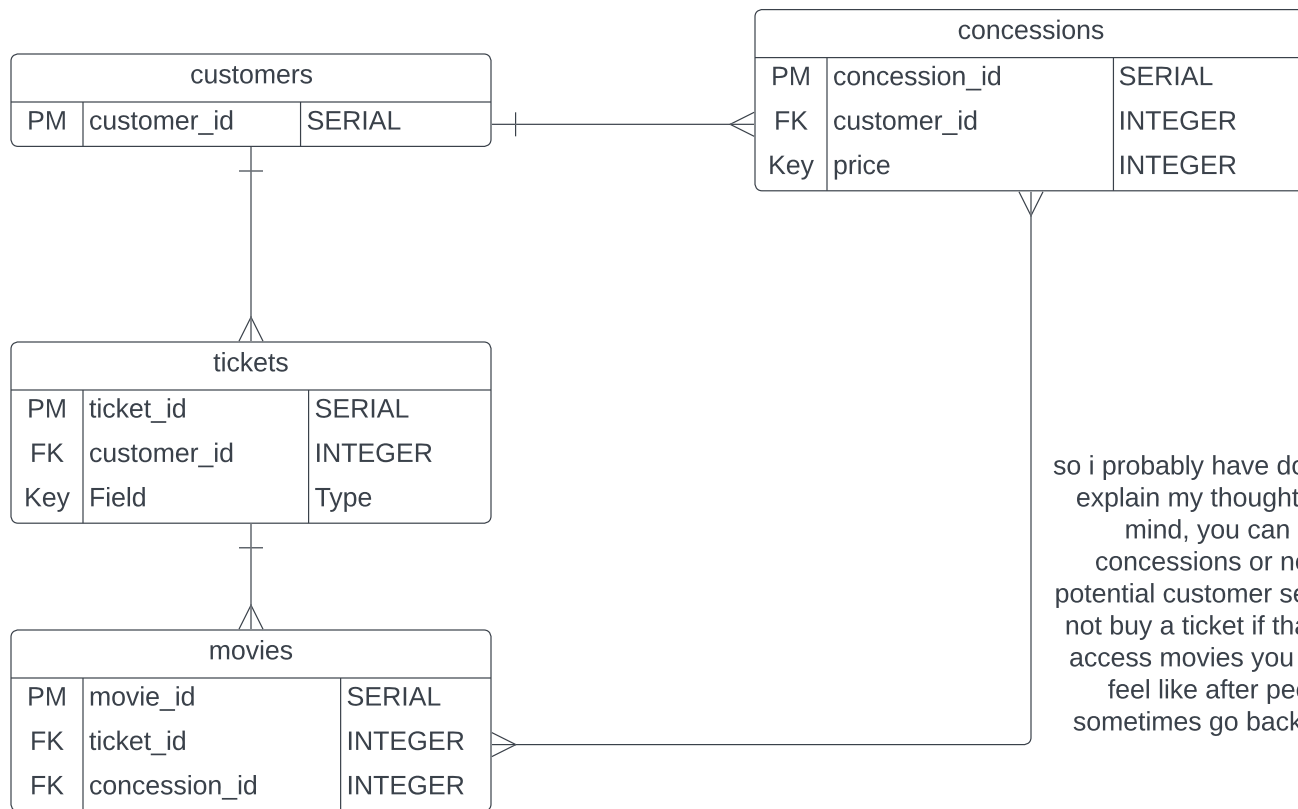 concessions
PM concession_id SERIAL
FK customer_id INTEGER
Key price INTEGER
customers
PM customer_id SERIAL
tickets
PM ticket_id SERIAL
FK customer_id INTEGER
Key Field Type
movies
PM movie_id SERIAL
FK ticket_id INTEGER
FK concession_id INTEGER
so i probably have
explain my
mind, you can
concessions or
potential customer
not buy a ticket if
access movies you
feel like after
sometimes go